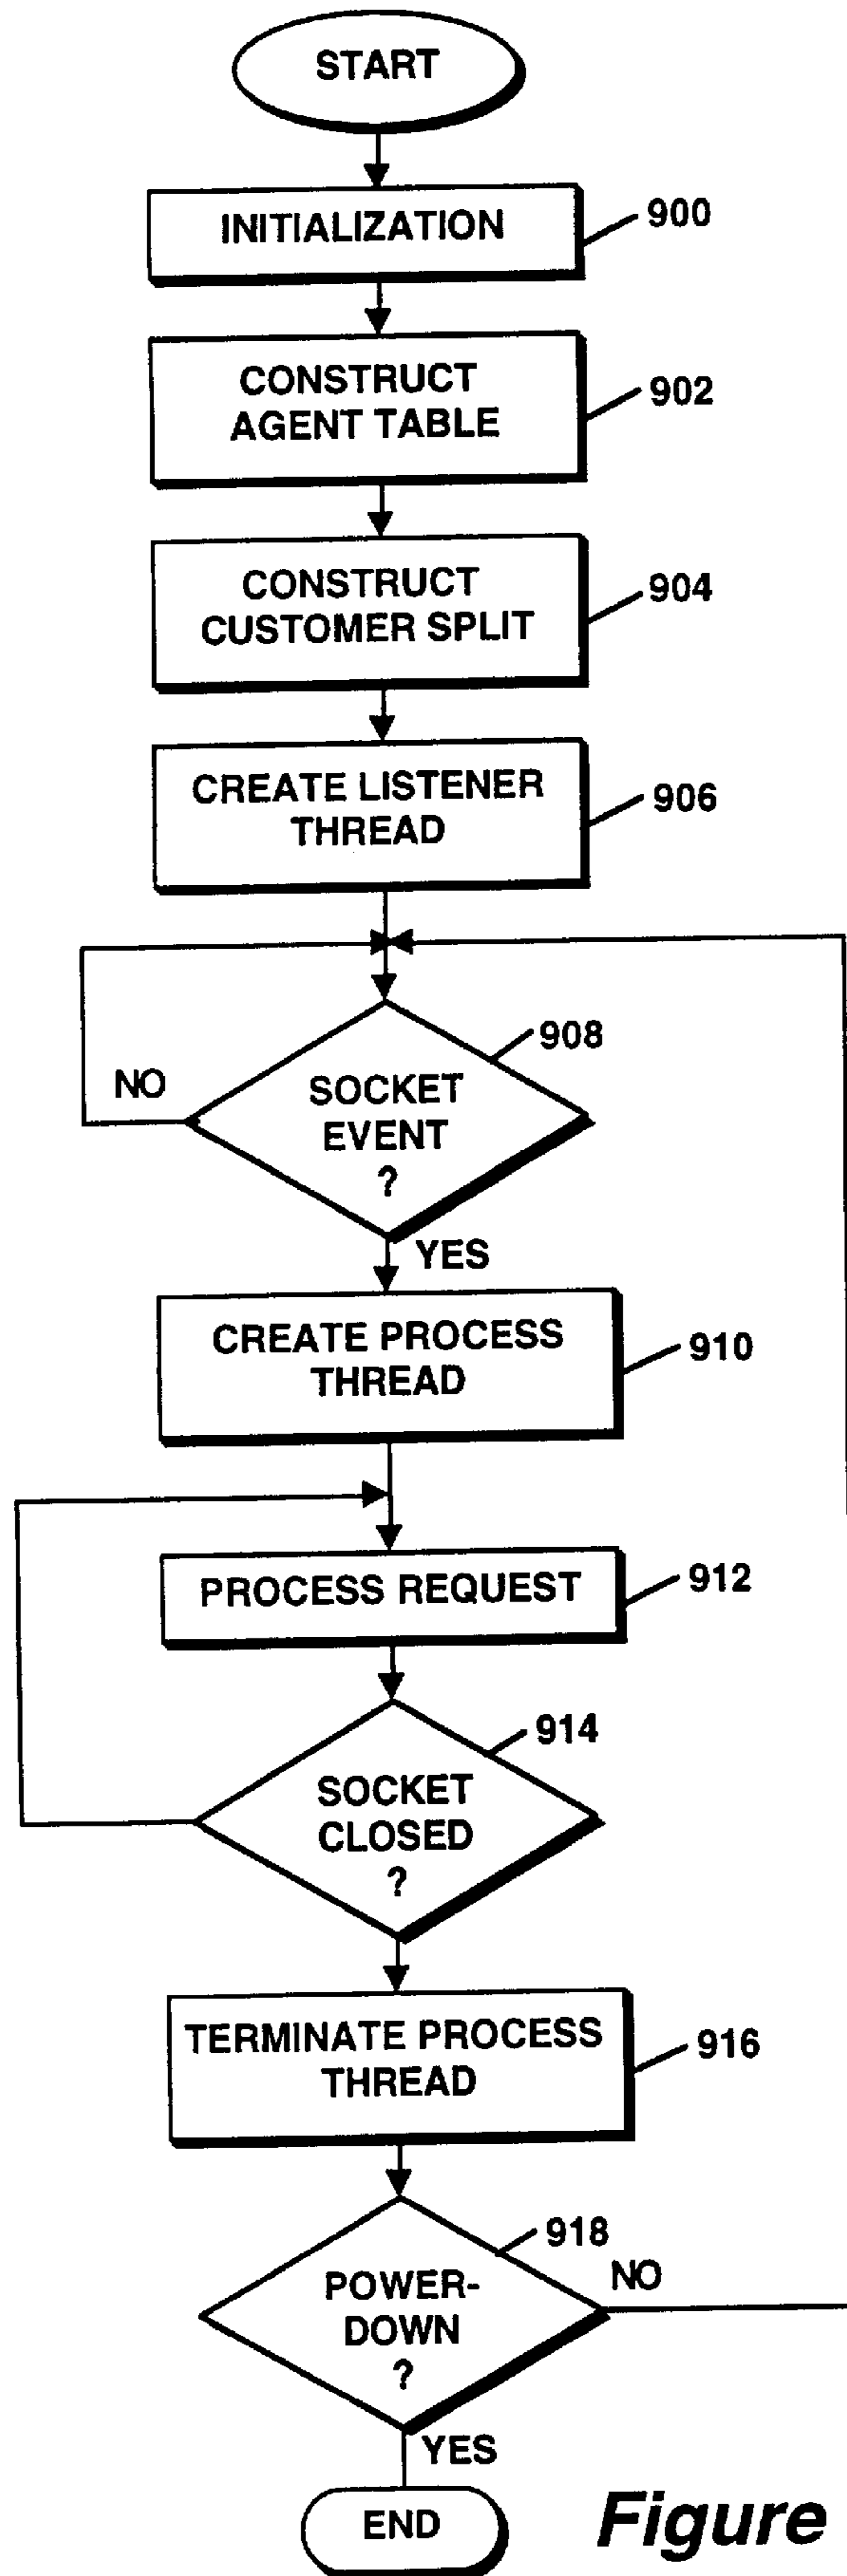 START
INITIALIZATION
900
CONSTRUCT
AGENT TABLE
902
CONSTRUCT
CUSTOMER SPLIT
904
CREATE LISTENER
THREAD
906
908
NO
SOCKET
EVENT
?
YES
CREATE PROCESS
THREAD
910
PROCESS REQUEST
912
914
SOCKET
CLOSED
?
TERMINATE PROCESS
THREAD
916
918
NO
POWER-
DOWN
?
YES
END
Figure